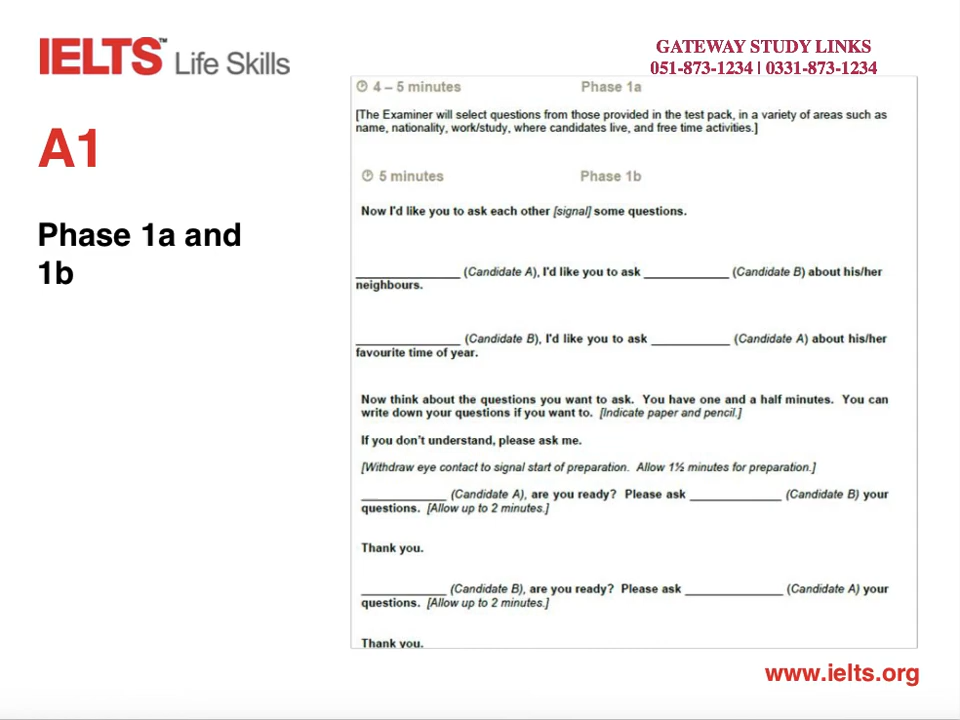 IELTS™ Life Skills
GATEWAY STUDY LINKS
051-873-1234 | 0331-873-1234
A1
Phase 1a and
1b
4 – 5 minutes Phase 1a
[The Examiner will select questions from those provided in the test pack, in a variety of areas such as
name, nationality, work/study, where candidates live, and free time activities.]
5 minutes Phase 1b
Now I'd like you to ask each other [signal] some questions.
________________ (Candidate A), I'd like you to ask _____________ (Candidate B) about his/her
neighbours.
________________ (Candidate B), I'd like you to ask ____________ (Candidate A) about his/her
favourite time of year.
Now think about the questions you want to ask. You have one and a half minutes. You can
write down your questions if you want to. [Indicate paper and pencil.]
If you don't understand, please ask me.
[Withdraw eye contact to signal start of preparation. Allow 1½ minutes for preparation.]
_____________ (Candidate A), are you ready? Please ask ______________ (Candidate B) your
questions. [Allow up to 2 minutes.]
Thank you.
_____________ (Candidate B), are you ready? Please ask _______________ (Candidate A) your
questions. [Allow up to 2 minutes.]
Thank you.
www.ielts.org